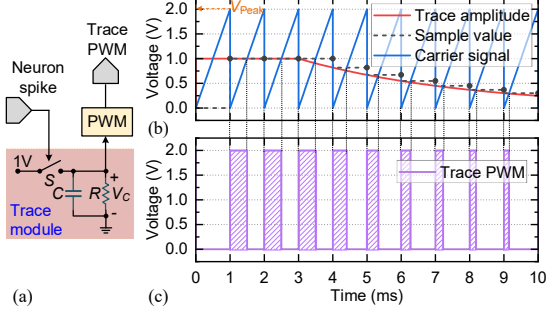 Trace
PWM
Neuron
spike
PWM
1V
S
+
C
R
V_C
-
Trace
module
(a)
V_Peak
Trace amplitude
Sample value
Carrier signal
Voltage (V)
2.0
1.5
1.0
0.5
0.0
(b)
Trace PWM
Voltage (V)
2.0
1.5
1.0
0.5
0.0
0 1 2 3 4 5 6 7 8 9 10
Time (ms)
(c)